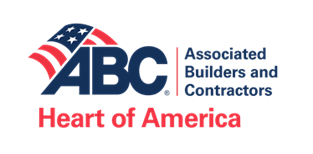 ABC®
Associated
Builders and
Contractors
Heart of America